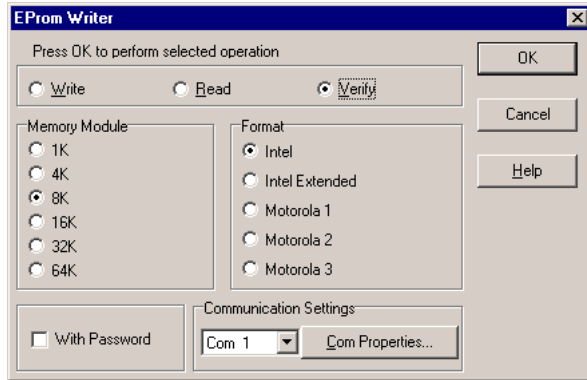 EProm Writer
Press OK to perform selected operation
Write Read Verify
OK
Cancel
Help
Memory Module
1K
4K
8K
16K
32K
64K
Format
Intel
Intel Extended
Motorola 1
Motorola 2
Motorola 3
With Password
Communication Settings
Com 1 Com Properties...